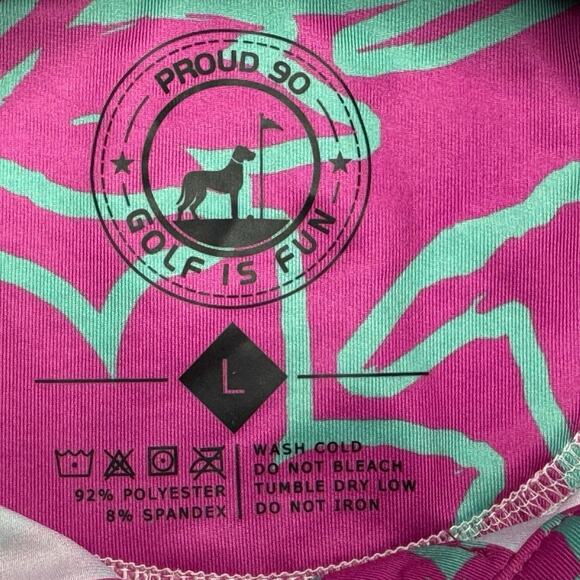 PROUD 90
GOLF IS FUN
L
92% POLYESTER
8% SPANDEX
WASH COLD
DO NOT BLEACH
TUMBLE DRY LOW
DO NOT IRON